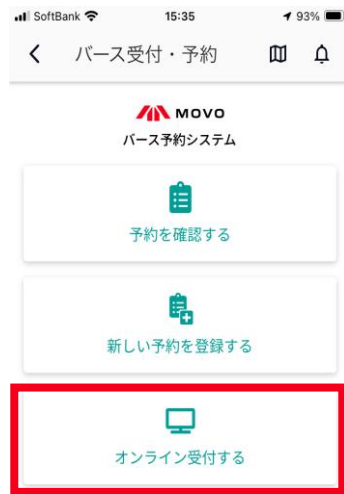 SoftBank 15:35 93%
バース受付・予約
MOVO
バース予約システム
予約を確認する
新しい予約を登録する
オンライン受付する